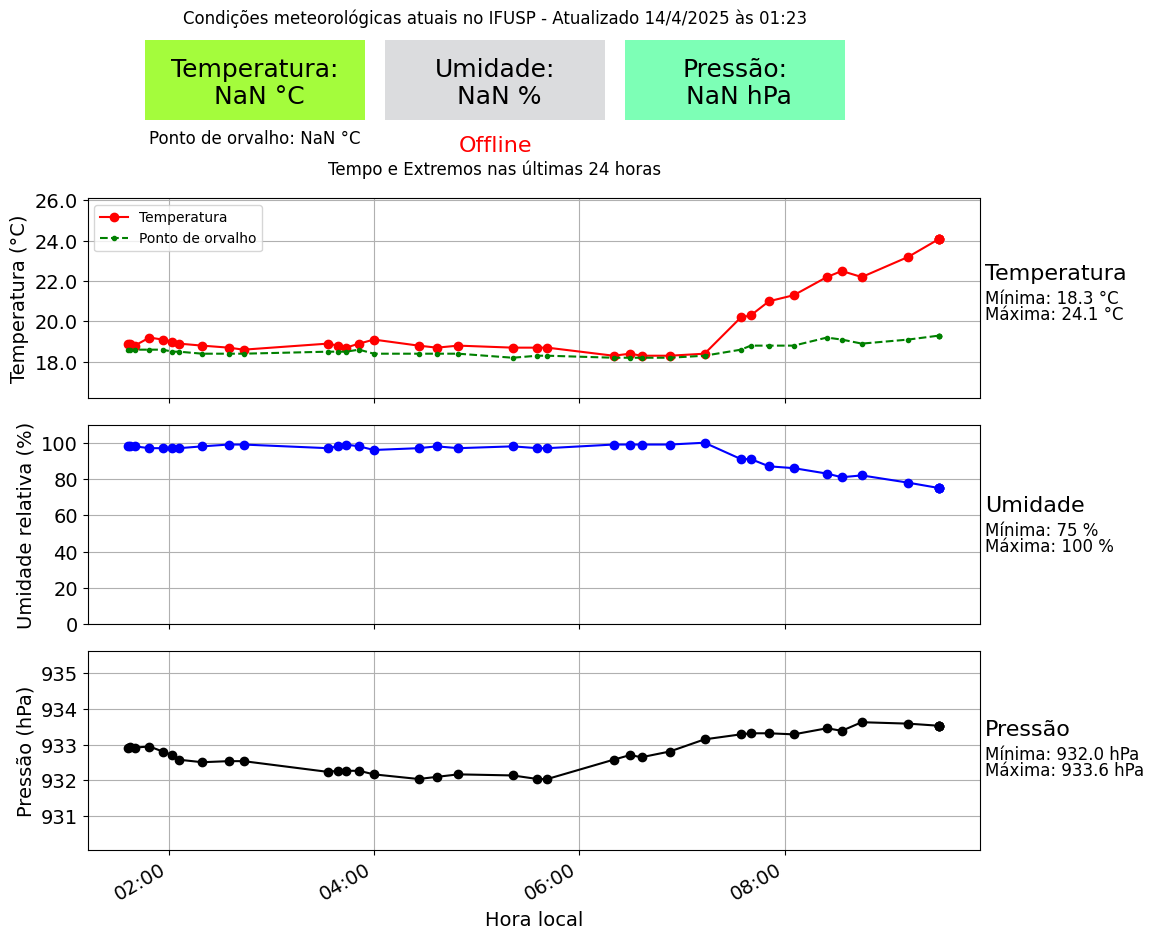 Condições meteorológicas atuais no IFUSP - Atualizado 14/4/2025 às 01:23
Temperatura:
NaN °C
Umidade:
NaN %
Pressão:
NaN hPa
Ponto de orvalho: NaN °C
Offline
Tempo e Extremos nas últimas 24 horas
Temperatura (°C)
26.0
24.0
22.0
20.0
18.0
Temperatura
Ponto de orvalho
Temperatura
Mínima: 18.3 °C
Máxima: 24.1 °C
Umidade relativa (%)
100
80
60
40
20
0
Umidade
Mínima: 75 %
Máxima: 100 %
Pressão (hPa)
935
934
933
932
931
Pressão
Mínima: 932.0 hPa
Máxima: 933.6 hPa
02:00
04:00
06:00
08:00
Hora local